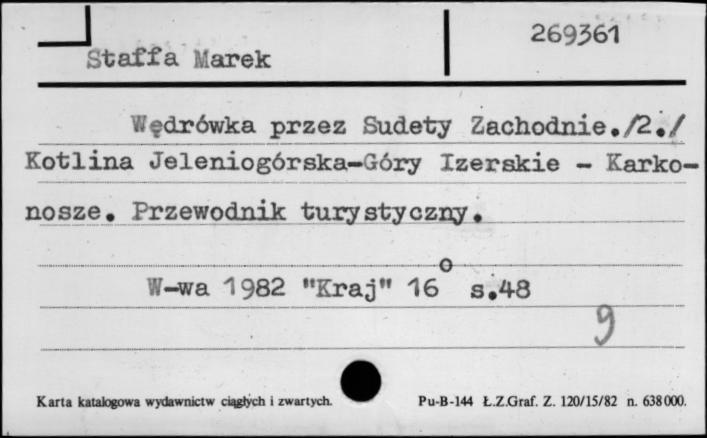 269361
Staffa Marek
Wędrówka przez Sudety Zachodnie./2./
Kotlina Jeleniogórska-Góry Izerskie - Karko-
nosze. Przewodnik turystyczny.
W-wa 1982 "Kraj" 16° s.48
9
Karta katalogowa wydawnictw ciągłych i zwartych. Pu-B-144 Ł.Z.Graf. Z. 120/15/82 n. 638000.